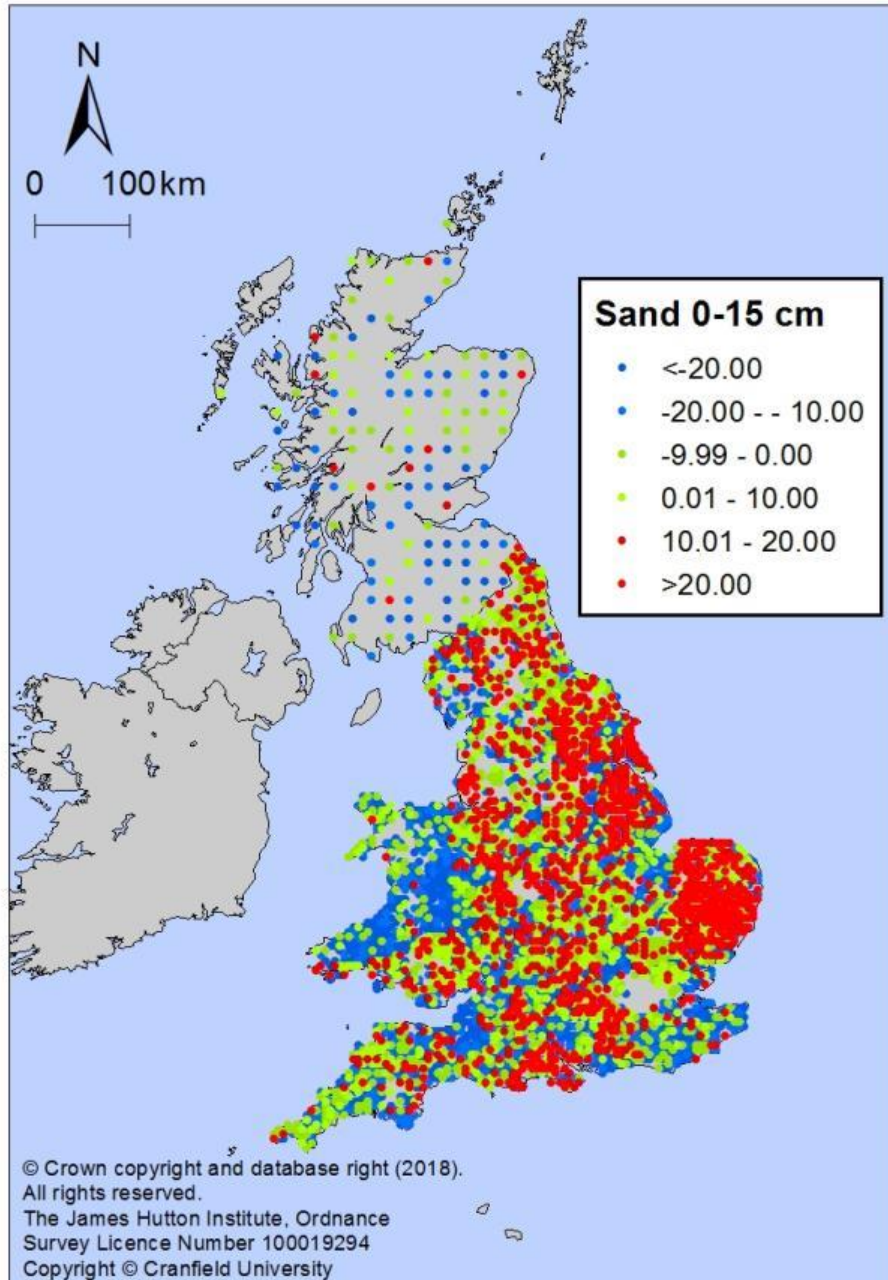 N
0 100km
Sand 0-15 cm
<-20.00
-20.00 - - 10.00
-9.99 - 0.00
0.01 - 10.00
10.01 - 20.00
>20.00
© Crown copyright and database right (2018).
All rights reserved.
The James Hutton Institute, Ordnance
Survey Licence Number 100019294
Copyright © Cranfield University